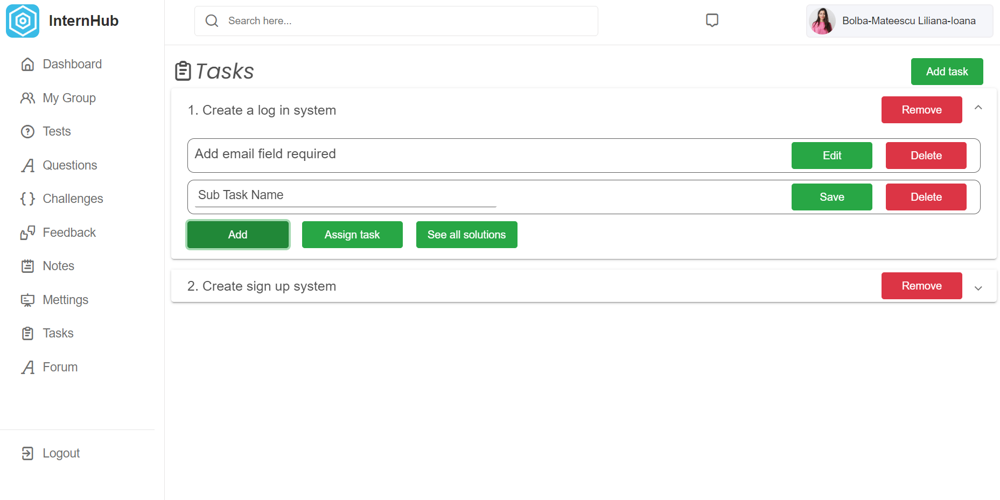 InternHub
Search here...
Bolba-Mateescu Liliana-Ioana
Dashboard
My Group
Tests
Questions
Challenges
Feedback
Notes
Mettings
Tasks
Forum
Logout
Tasks
Add task
1. Create a log in system
Remove
Add email field required
Edit
Delete
Sub Task Name
Save
Delete
Add
Assign task
See all solutions
2. Create sign up system
Remove